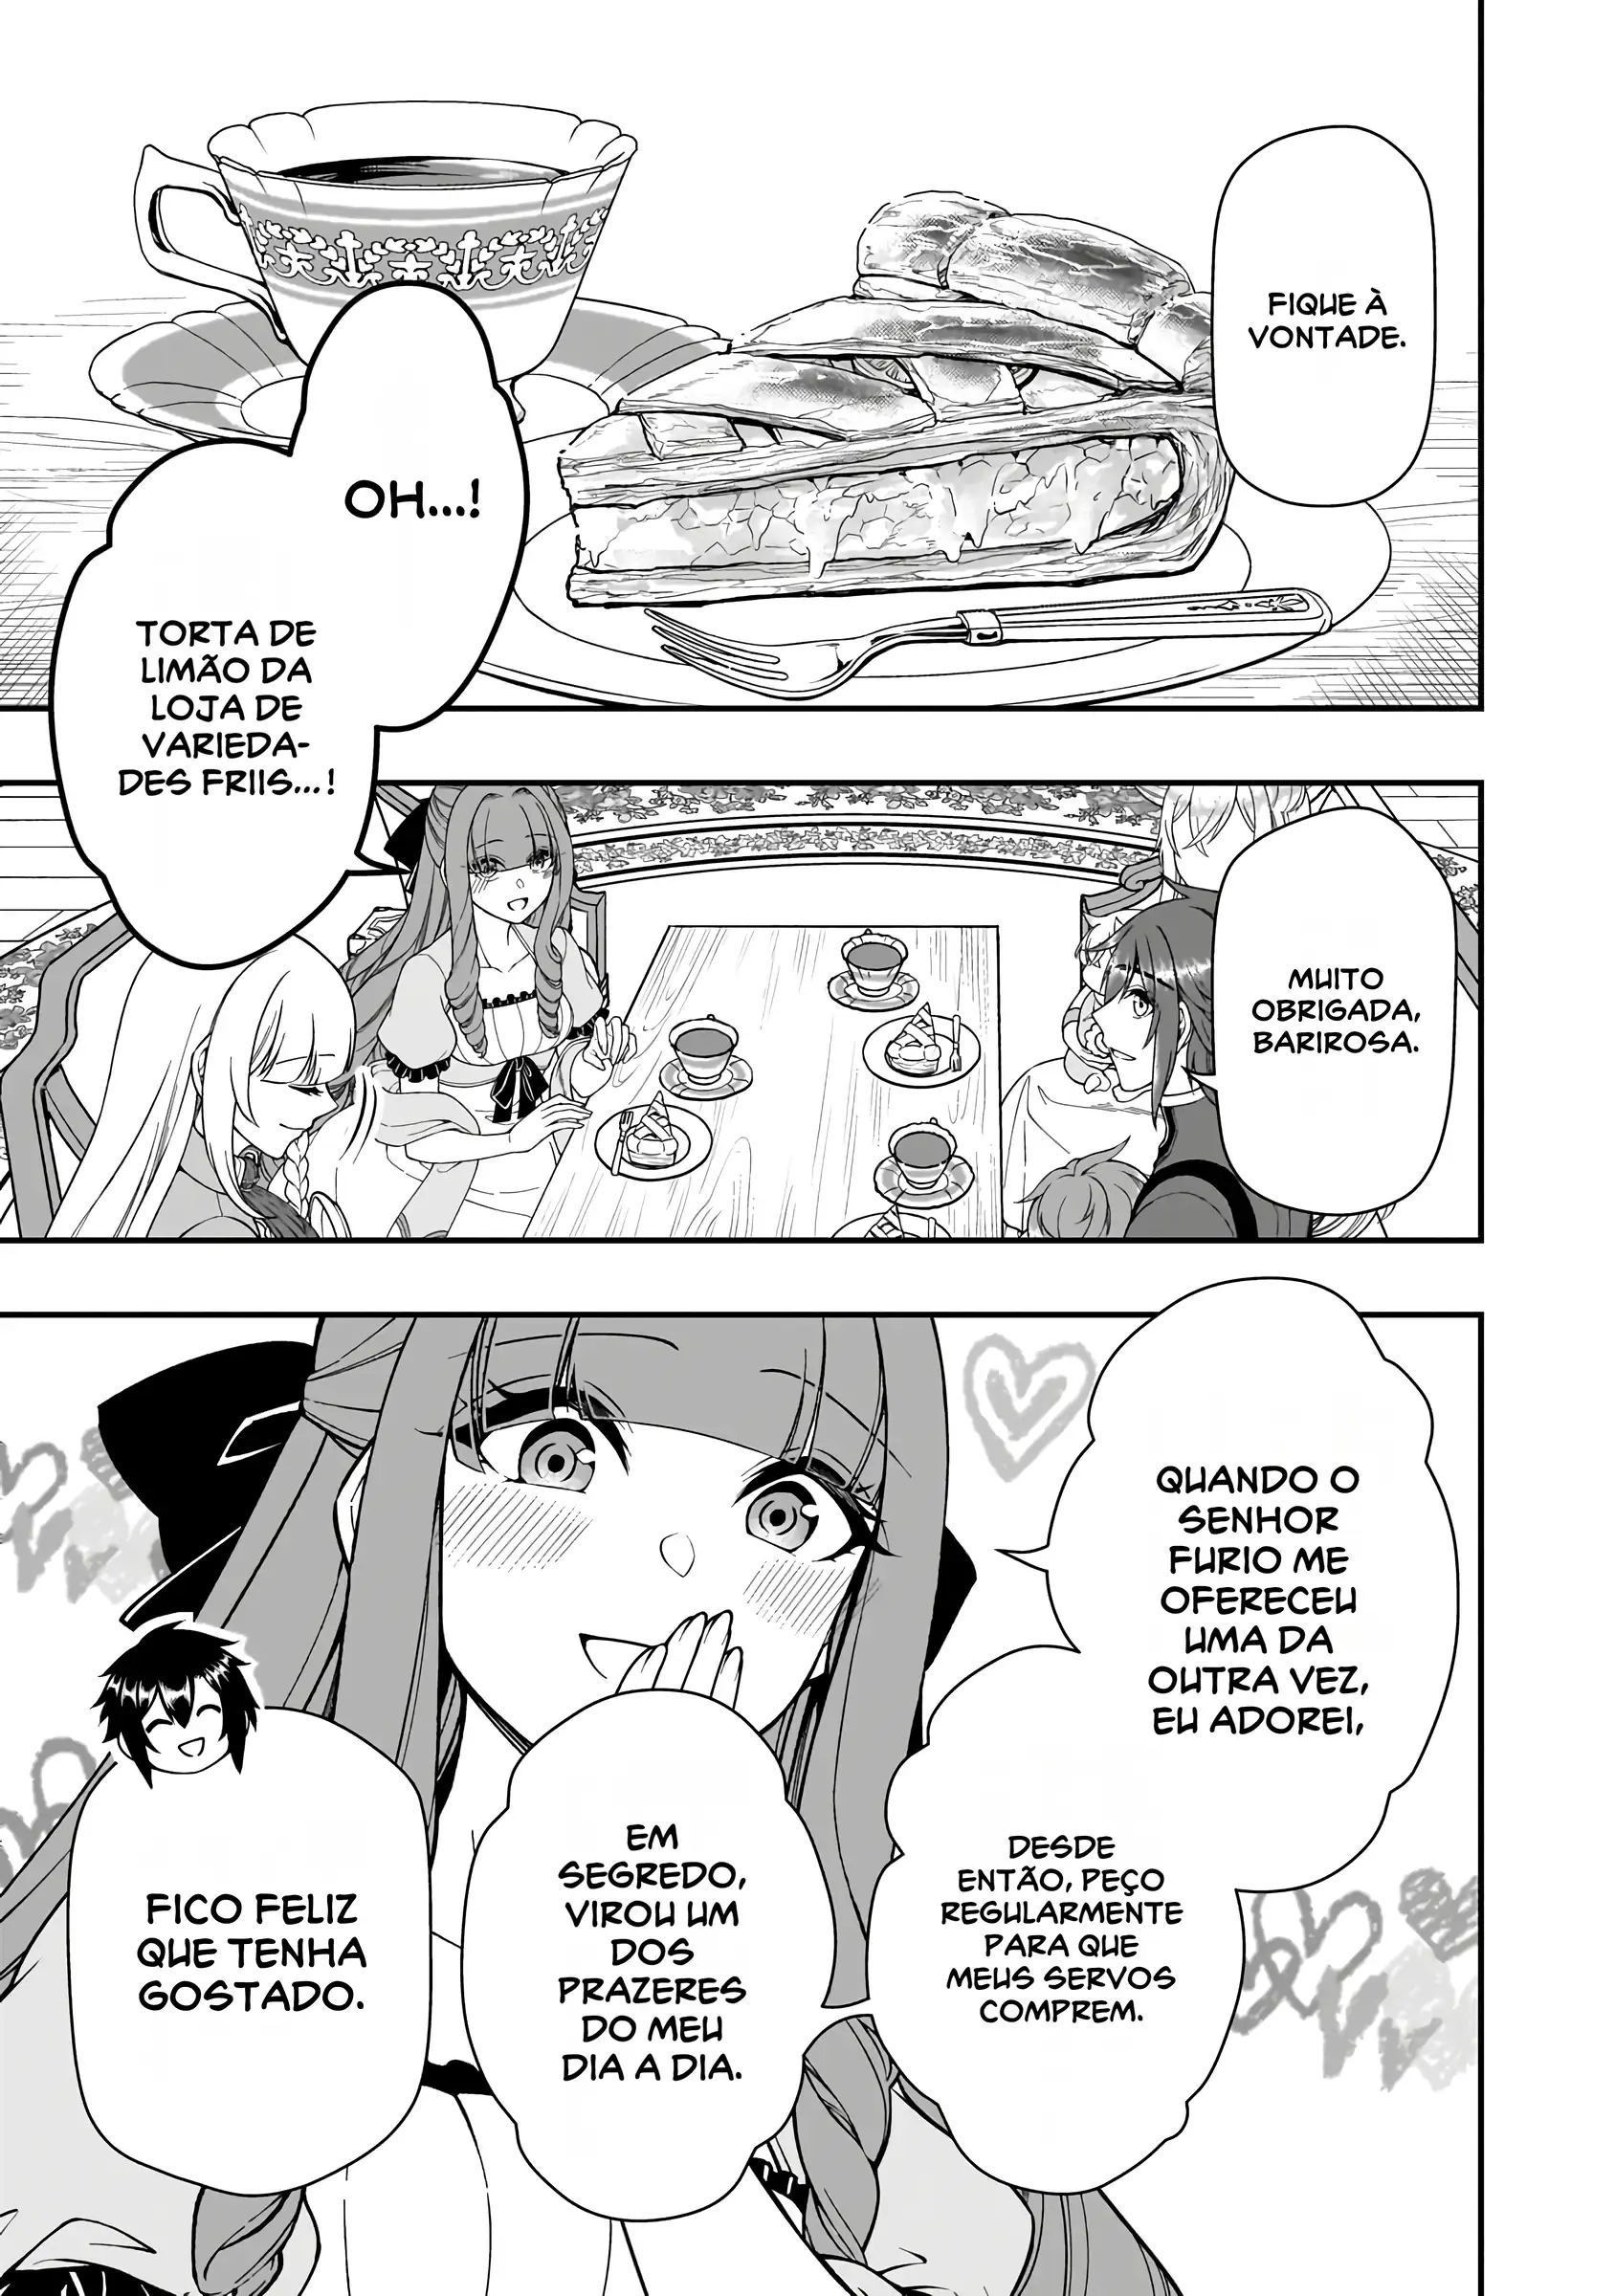 FIQUE À
VONTADE.
OH...!
TORTA DE
LIMÃO DA
LOJA DE
VARIEDA-
DES FRIIS...!
MUITO
OBRIGADA,
BARIROSA.
QUANDO O
SENHOR
FURIO ME
OFERECEU
UMA DA
OUTRA VEZ,
EU ADOREI,
DESDE
ENTÃO, PEÇO
REGULARMENTE
PARA QUE
MEUS SERVOS
COMPREM.
EM
SEGREDO,
VIROU UM
DOS
PRAZERES
DO MEU
DIA A DIA.
FICO FELIZ
QUE TENHA
GOSTADO.